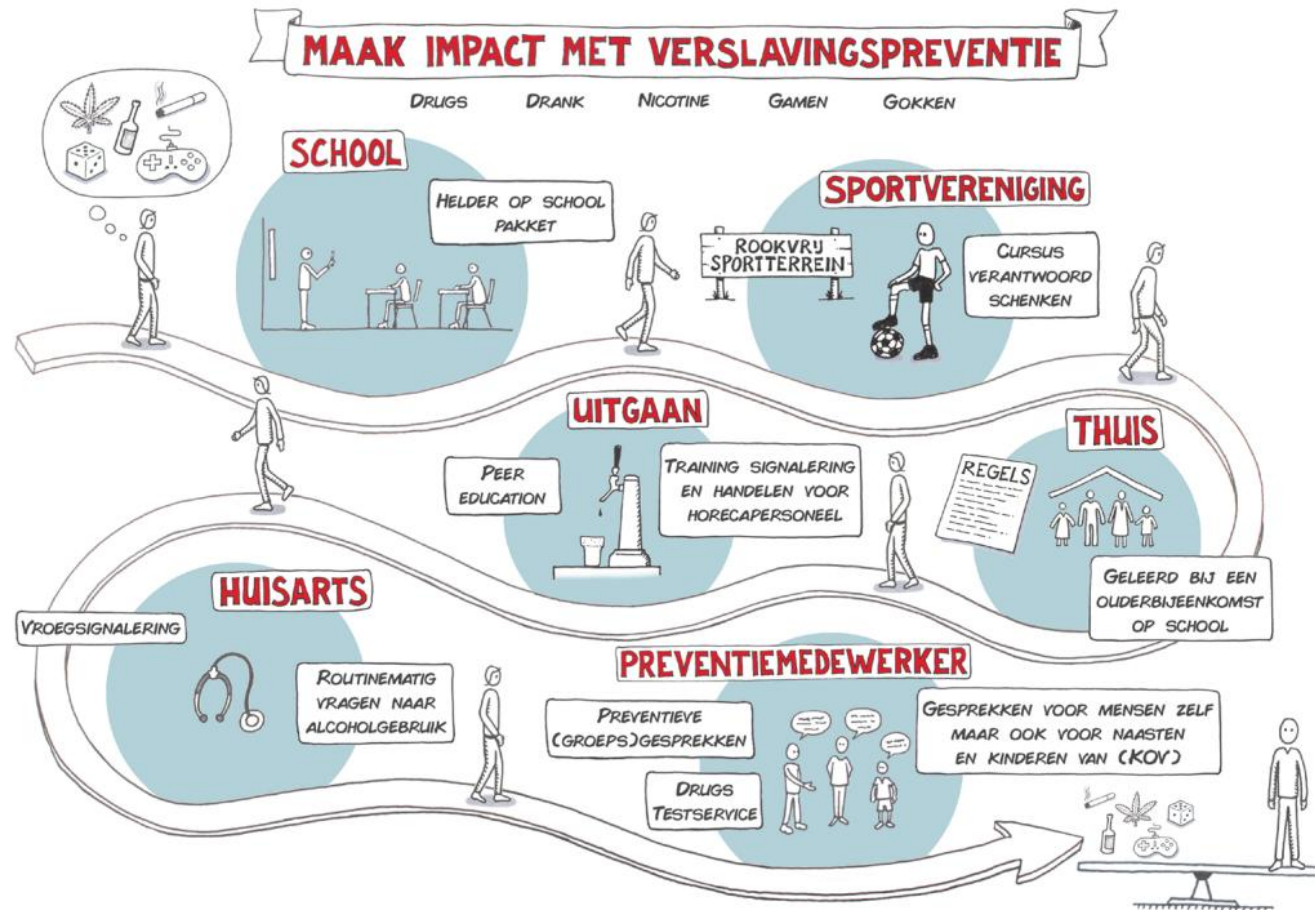 MAAK IMPACT MET VERSLAVINGSPREVENTIE
DRUGS DRANK NICOTINE GAMEN GOKKEN
SCHOOL
HELDER OP SCHOOL
PAKKET
SPORTVERENIGING
ROOKVRIJ
SPORTTERREIN
CURSUS
VERANTWOORD
SCHENKEN
UITGAAN
PEER
EDUCATION
TRAINING SIGNALERING
EN HANDELEN VOOR
HORECAPERSONEEL
THUIS
REGELS
GELEERD BIJ EEN
OUDERBIJEENKOMST
OP SCHOOL
HUISARTS
VROEGSIGNALERING
ROUTINEMATIG
VRAGEN NAAR
ALCOHOLGEBRUIK
PREVENTIEMEDEWERKER
PREVENTIEVE
(GROEPS)GESPREKKEN
DRUGS
TESTSERVICE
GESPREKKEN VOOR MENSEN ZELF
MAAR OOK VOOR NAASTEN
EN KINDEREN VAN (KOV)